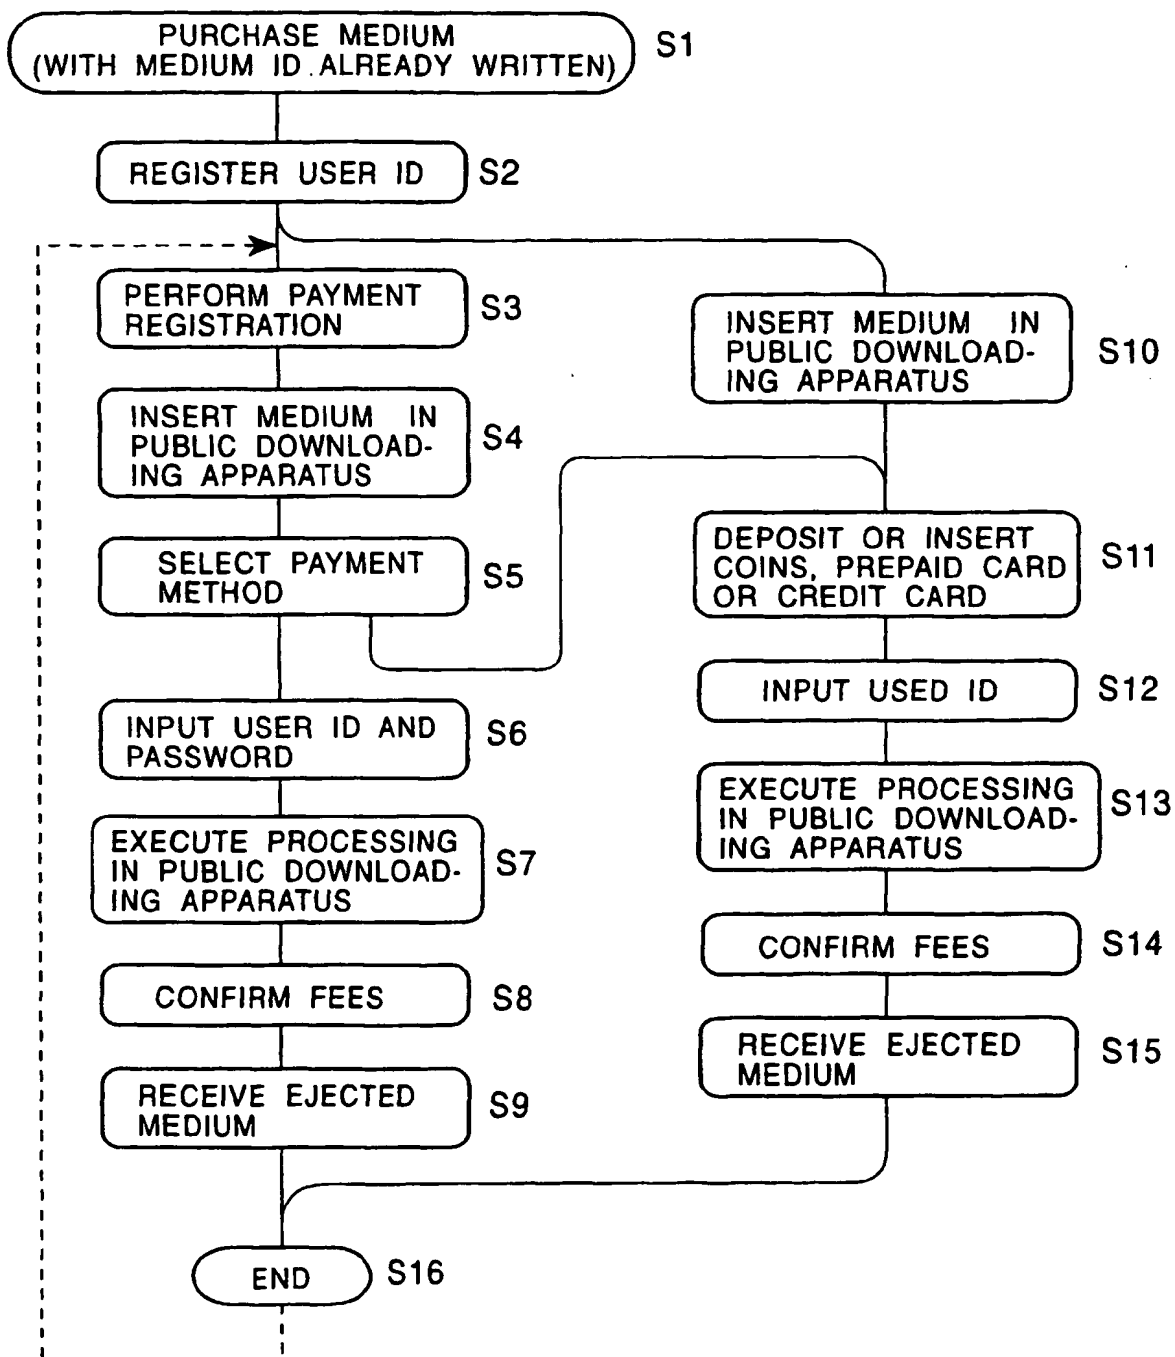 PURCHASE MEDIUM
(WITH MEDIUM ID ALREADY WRITTEN)
S1
REGISTER USER ID
S2
PERFORM PAYMENT
REGISTRATION
S3
INSERT MEDIUM IN
PUBLIC DOWNLOAD-
ING APPARATUS
S4
SELECT PAYMENT
METHOD
S5
INPUT USER ID AND
PASSWORD
S6
EXECUTE PROCESSING
IN PUBLIC DOWNLOAD-
ING APPARATUS
S7
CONFIRM FEES
S8
RECEIVE EJECTED
MEDIUM
S9
INSERT MEDIUM IN
PUBLIC DOWNLOAD-
ING APPARATUS
S10
DEPOSIT OR INSERT
COINS, PREPAID CARD
OR CREDIT CARD
S11
INPUT USED ID
S12
EXECUTE PROCESSING
IN PUBLIC DOWNLOAD-
ING APPARATUS
S13
CONFIRM FEES
S14
RECEIVE EJECTED
MEDIUM
S15
END
S16